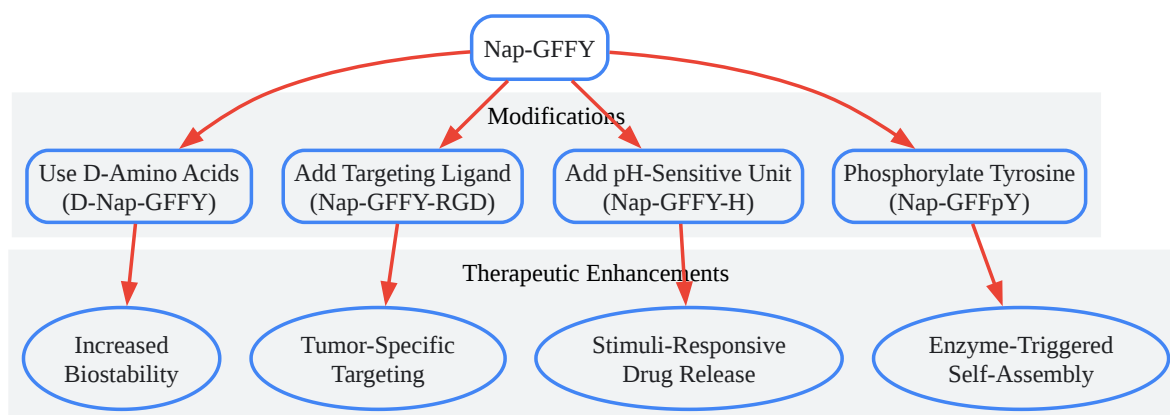 Nap-GFFY
Modifications
Use D-Amino Acids
(D-Nap-GFFY)
Add Targeting Ligand
(Nap-GFFY-RGD)
Add pH-Sensitive Unit
(Nap-GFFY-H)
Phosphorylate Tyrosine
(Nap-GFFpY)
Therapeutic Enhancements
Increased
Biostability
Tumor-Specific
Targeting
Stimuli-Responsive
Drug Release
Enzyme-Triggered
Self-Assembly